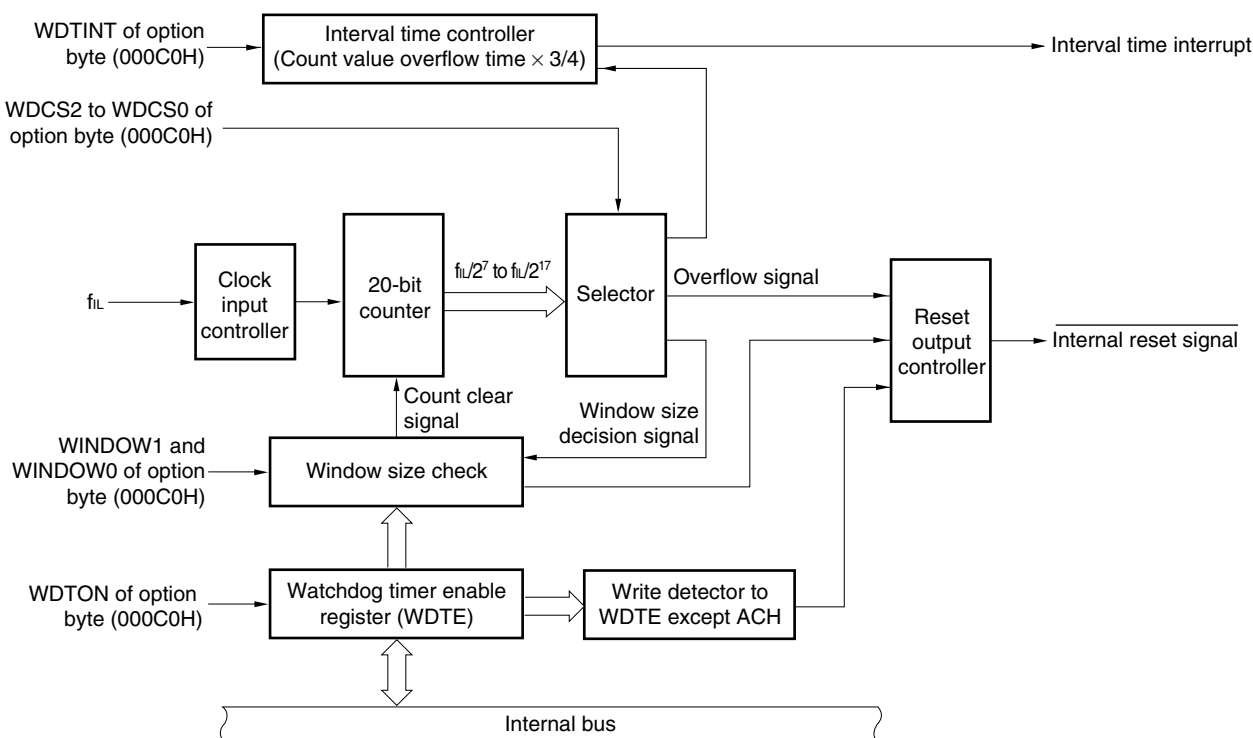 WDTINT of option
byte (000C0H)
Interval time controller
(Count value overflow time × 3/4)
Interval time interrupt
WDCS2 to WDCS0 of
option byte (000C0H)
fIL
Clock
input
controller
20-bit
counter
fIL/2⁷ to fIL/2¹⁷
Selector
Overflow signal
Reset
output
controller
Internal reset signal
Count clear
signal
Window size
decision signal
WINDOW1 and
WINDOW0 of option
byte (000C0H)
Window size check
WDTON of option
byte (000C0H)
Watchdog timer enable
register (WDTE)
Write detector to
WDTE except ACH
Internal bus